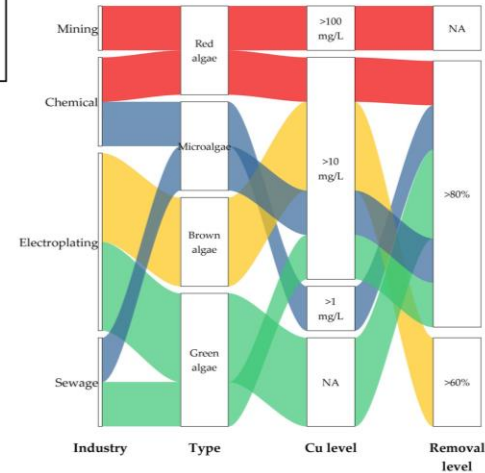 Mining
Chemical
Electroplating
Sewage
Red
algae
Microalgae
Brown
algae
Green
algae
>100
mg/L
>10
mg/L
>1
mg/L
NA
NA
>80%
>60%
Industry
Type
Cu level
Removal
level